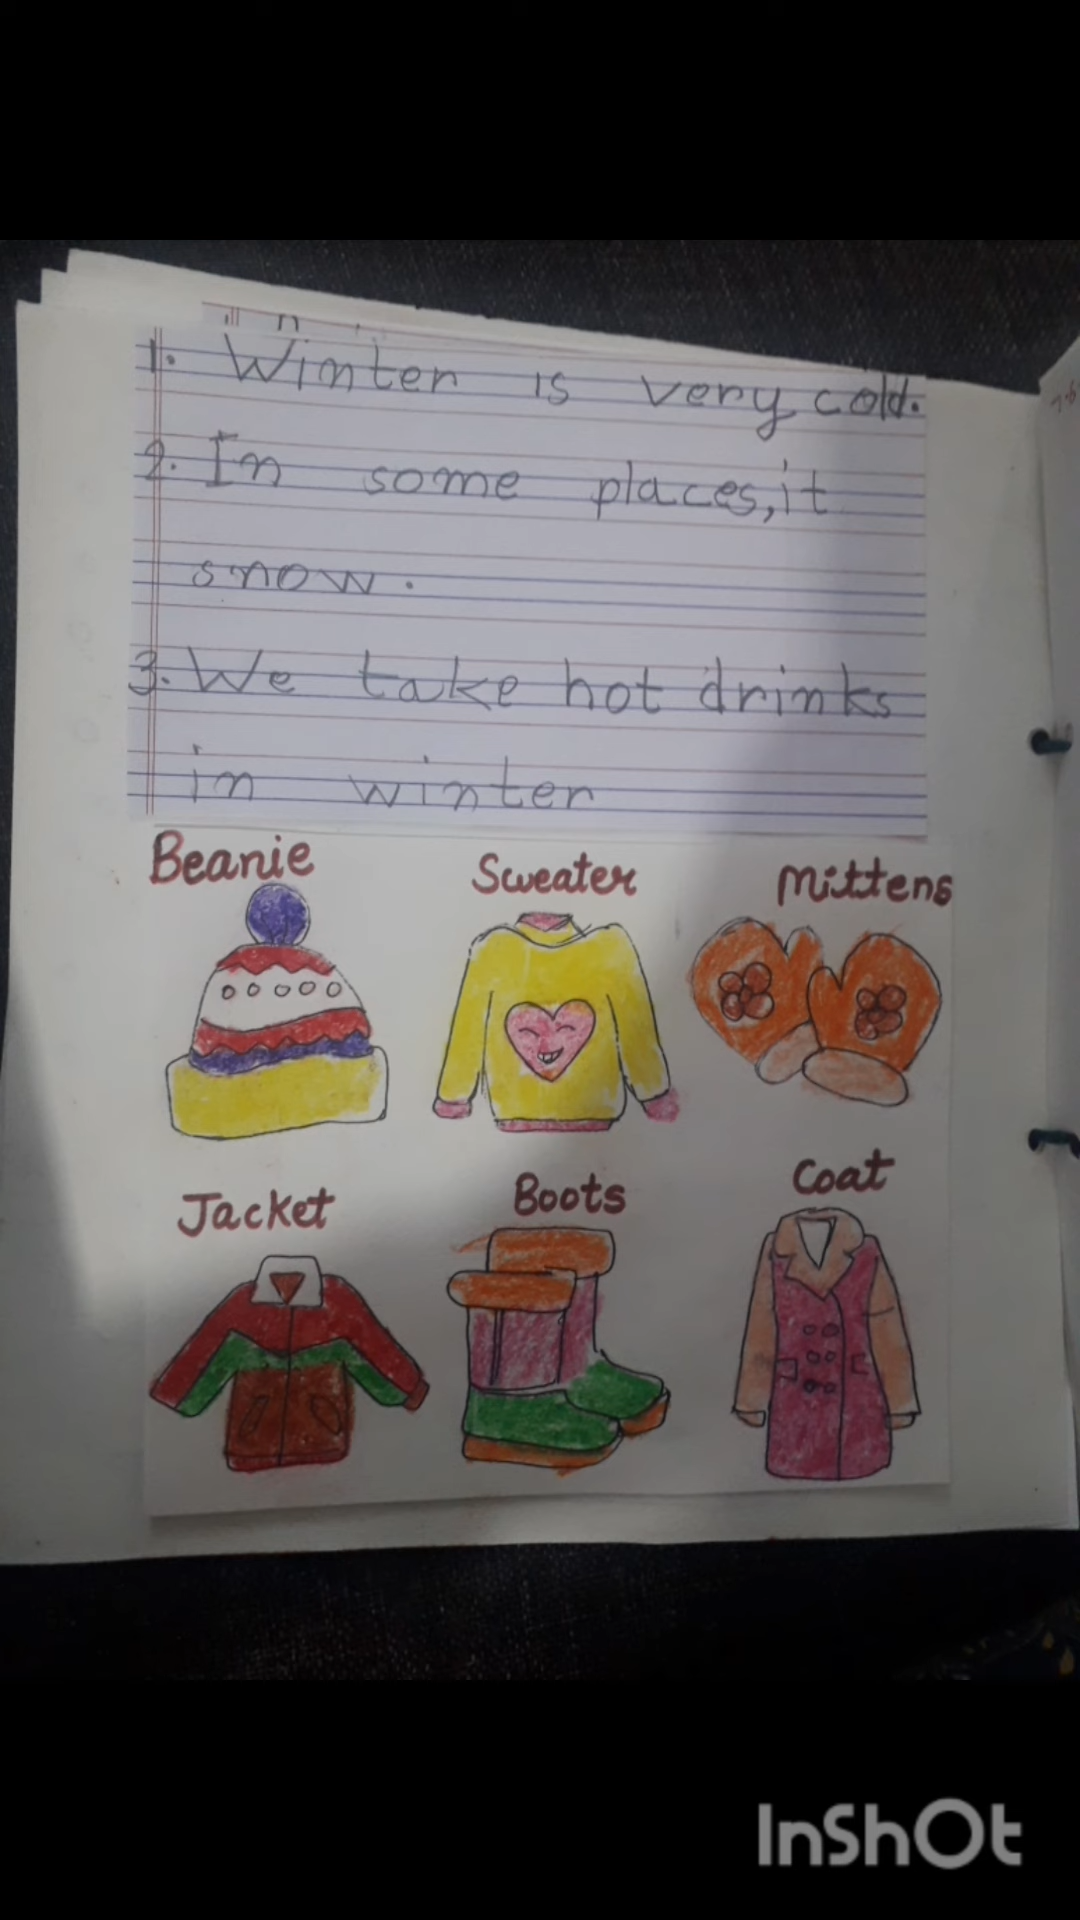 1. Winter is very cold.
2. In some places,it
snow.
3. We take hot drinks
in winter
Beanie Sweater Mittens
Jacket Boots Coat
InShOt